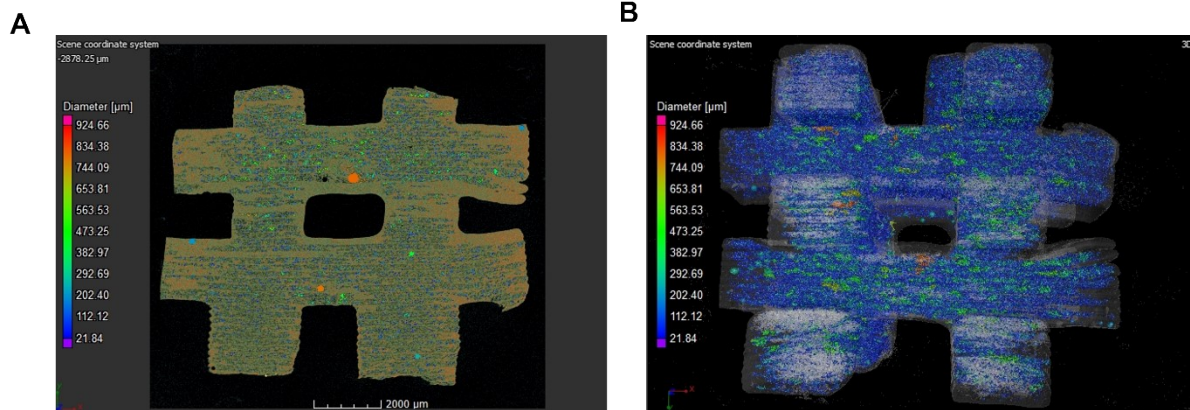 A
Scene coordinate system
-2878.25 µm
Diameter [µm]
924.66
834.38
744.09
653.81
563.53
473.25
382.97
292.69
202.40
112.12
21.84
2000 µm
B
Scene coordinate system
3D
Diameter [µm]
924.66
834.38
744.09
653.81
563.53
473.25
382.97
292.69
202.40
112.12
21.84
X